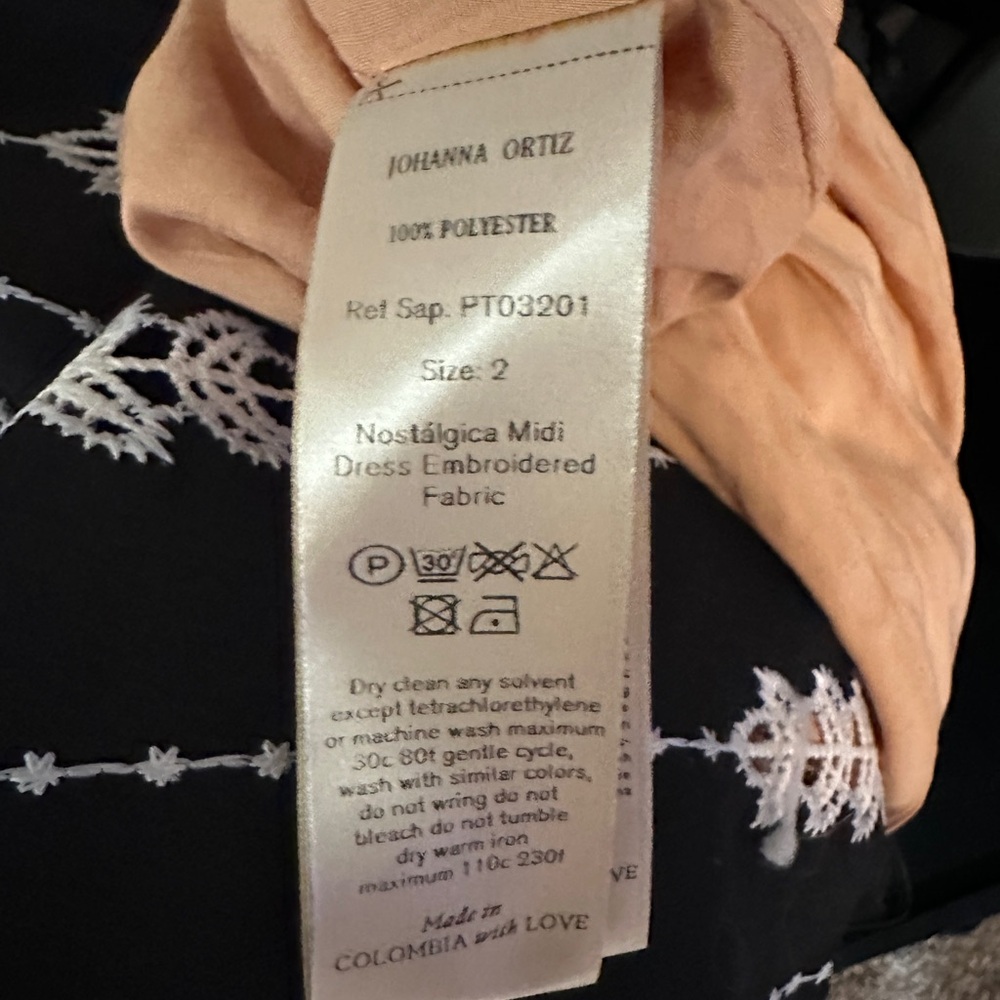 JOHANNA ORTIZ
100% POLYESTER
Ref Sap. PT03201
Size: 2
Nostálgica Midi
Dress Embroidered
Fabric
P 30°
Dry clean any solvent
except tetrachlorethylene
or machine wash maximum
30c 80f gentle cycle,
wash with similar colors,
do not wring do not
bleach do not tumble
dry warm iron
maximum 110c 230f
Made in
COLOMBIA with LOVE
VE